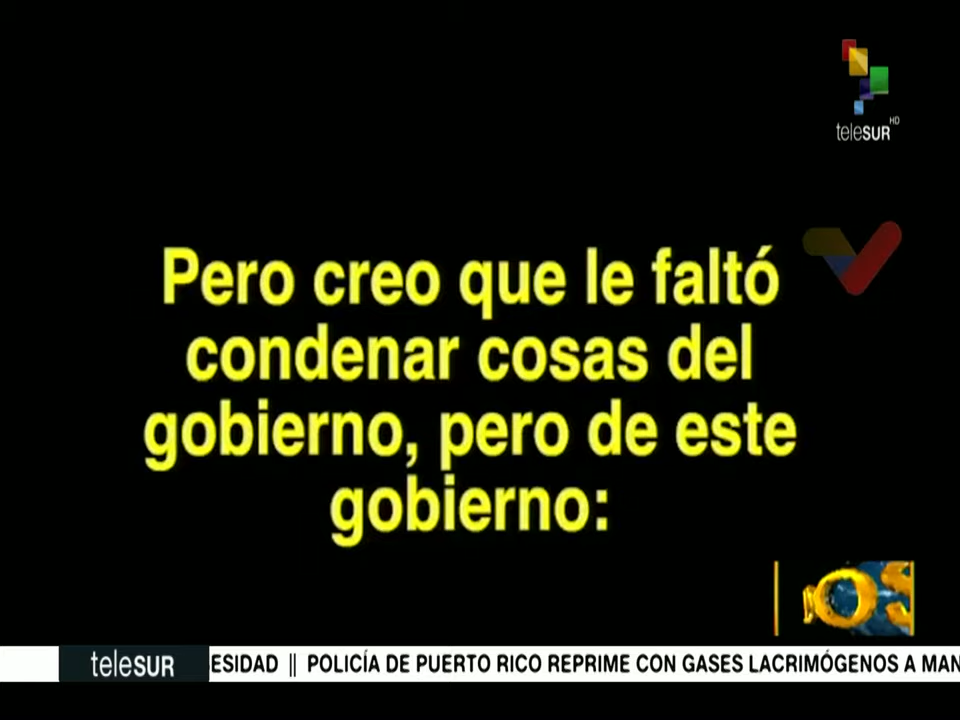 HD
teleSUR
Pero creo que le faltó
condenar cosas del
gobierno, pero de este
gobierno:
OS
teleSUR ESIDAD || POLICÍA DE PUERTO RICO REPRIME CON GASES LACRIMÓGENOS A MAN